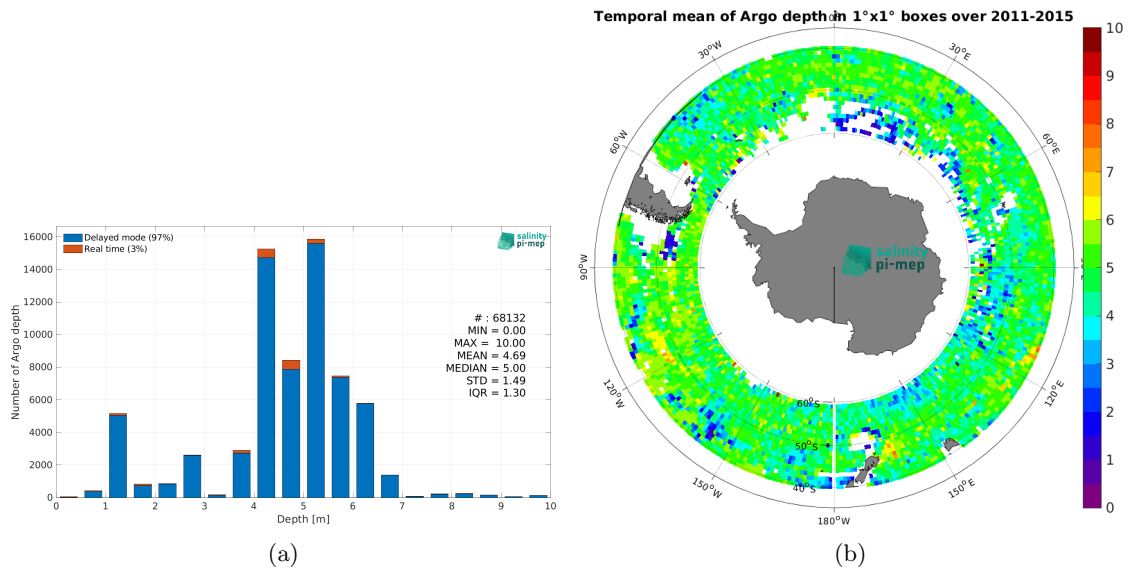 Temporal mean of Argo depth in 1°x1° boxes over 2011-2015
Delayed mode (97%)
Real time (3%)
salinity
pi-mep
# : 68132
MIN = 0.00
MAX = 10.00
MEAN = 4.69
MEDIAN = 5.00
STD = 1.49
IQR = 1.30
Number of Argo depth
16000
14000
12000
10000
8000
6000
4000
2000
0
0 1 2 3 4 5 6 7 8 9 10
Depth [m]
(a)
30°W
30°E
60°W
60°E
90°W
120°W
120°E
150°W
150°E
180°W
60°S
50°S
40°S
salinity
pi-mep
10
9
8
7
6
5
4
3
2
1
0
(b)